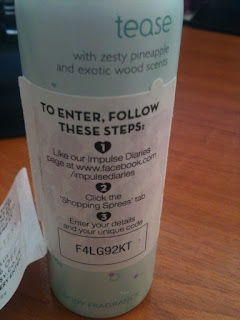 tease
with zesty pineapple
and exotic wood scents
TO ENTER, FOLLOW
THESE STEPS:
1
Like our Impulse Diaries
page at www.facebook.com
/impulsediaries
2
Click the
'Shopping Sprees' tab
3
Enter your details
and your unique code
F4LG92KT